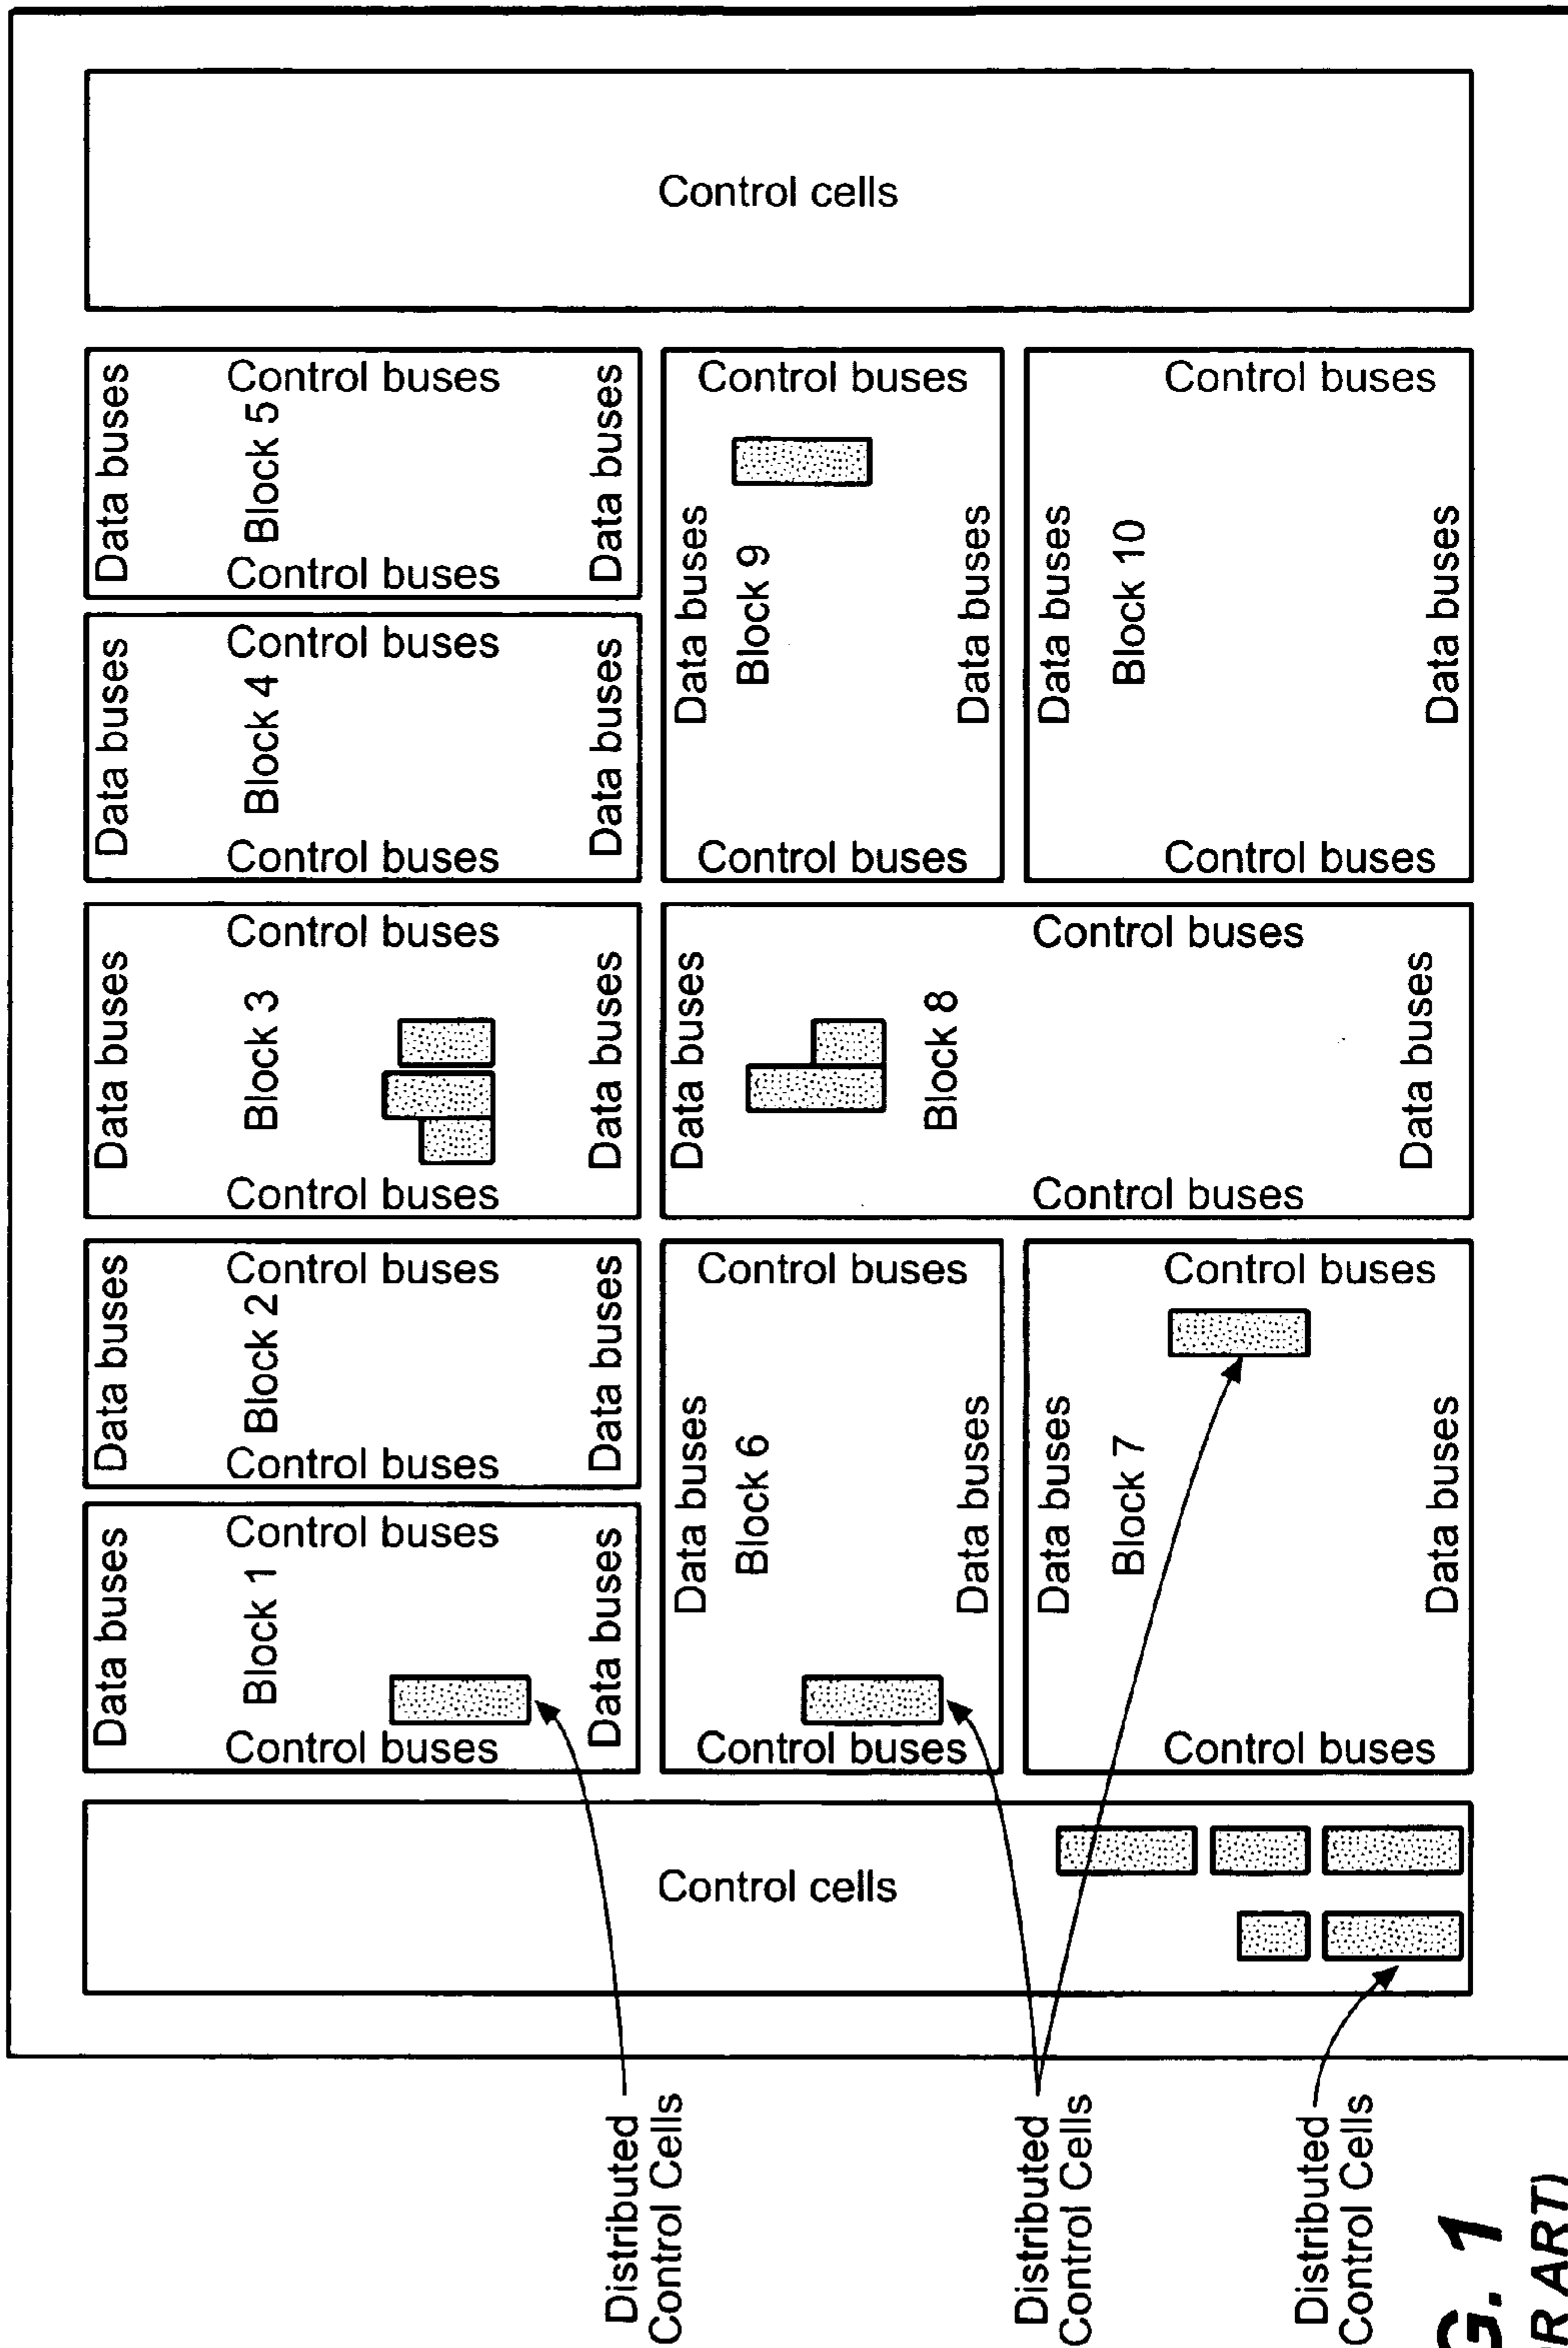 Control cells
Data buses
Control buses
Block 5
Control buses
Data buses
Control buses
Data buses
Block 9
Data buses
Control buses
Control buses
Data buses
Block 10
Data buses
Control buses
Data buses
Control buses
Block 4
Control buses
Data buses
Data buses
Control buses
Block 3
Control buses
Data buses
Data buses
Control buses
Block 8
Control buses
Data buses
Data buses
Control buses
Block 2
Control buses
Data buses
Control buses
Data buses
Block 6
Data buses
Control buses
Control buses
Data buses
Block 7
Data buses
Control buses
Data buses
Control buses
Block 1
Control buses
Data buses
Control cells
Distributed
Control Cells
Distributed
Control Cells
Distributed
Control Cells
G. 1
R ART)